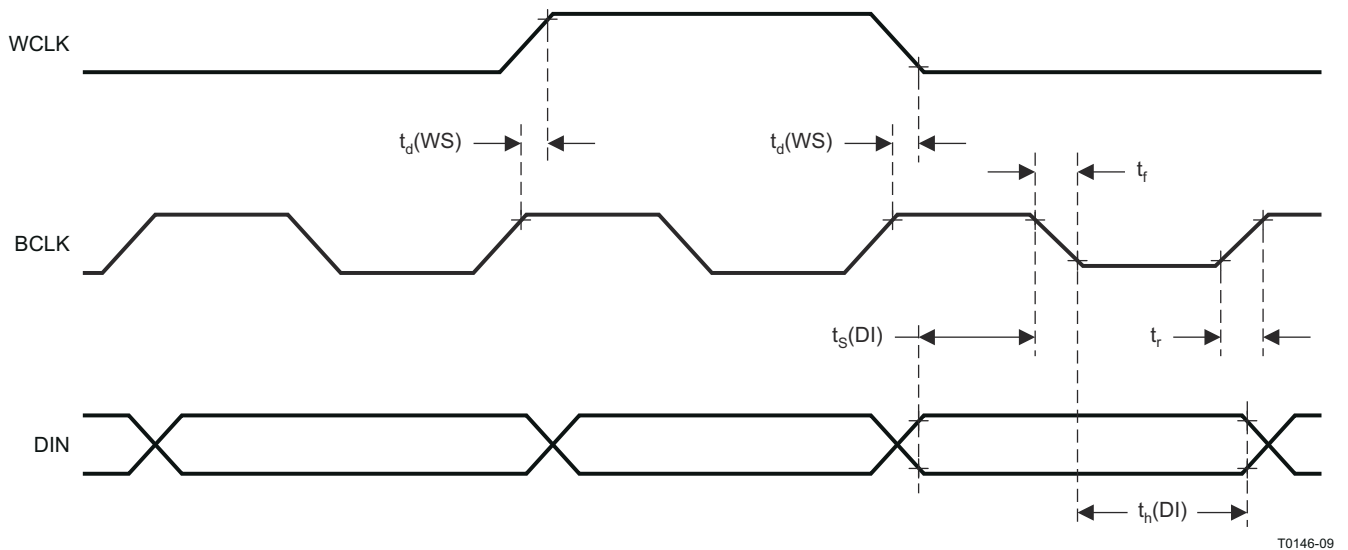 WCLK
t_d(WS)
t_d(WS)
t_f
BCLK
t_S(DI)
t_r
DIN
t_h(DI)
T0146-09